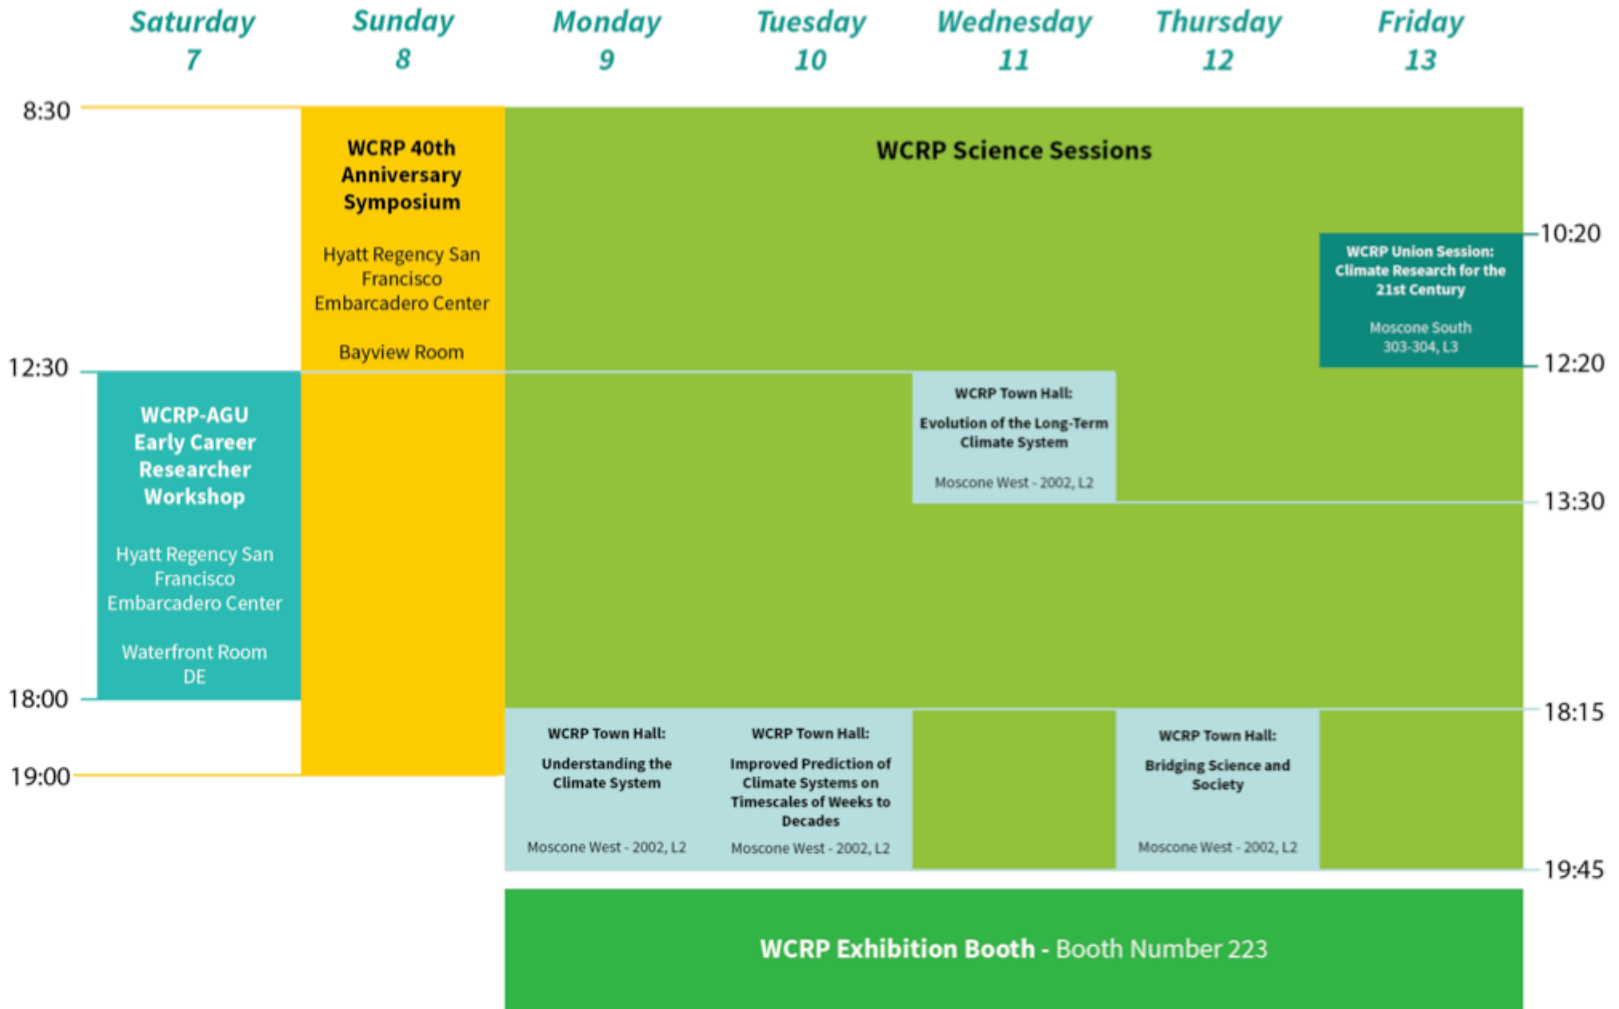 Saturday
7
Sunday
8
Monday
9
Tuesday
10
Wednesday
11
Thursday
12
Friday
13
8:30
12:30
18:00
19:00
WCRP-AGU
Early Career
Researcher
Workshop
Hyatt Regency San
Francisco
Embarcadero Center
Waterfront Room
DE
WCRP 40th
Anniversary
Symposium
Hyatt Regency San
Francisco
Embarcadero Center
Bayview Room
WCRP Science Sessions
WCRP Union Session:
Climate Research for the
21st Century
Moscone South
303-304, L3
10:20
12:20
WCRP Town Hall:
Evolution of the Long-Term
Climate System
Moscone West - 2002, L2
13:30
18:15
WCRP Town Hall:
Understanding the
Climate System
Moscone West - 2002, L2
WCRP Town Hall:
Improved Prediction of
Climate Systems on
Timescales of Weeks to
Decades
Moscone West - 2002, L2
WCRP Town Hall:
Bridging Science and
Society
Moscone West - 2002, L2
19:45
WCRP Exhibition Booth - Booth Number 223